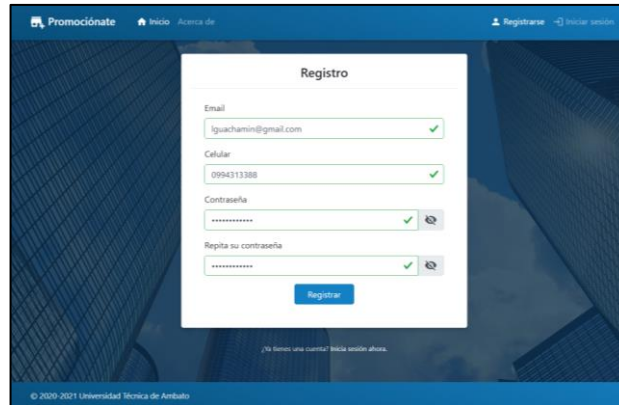 Promociónate Inicio Acerca de Registrarse Iniciar sesión
Registro
Email
lguachamin@gmail.com
Celular
0994313388
Contraseña
••••••••••••
Repita su contraseña
••••••••••••
Registrar
¿Ya tienes una cuenta? Inicia sesión ahora.
© 2020-2021 Universidad Técnica de Ambato